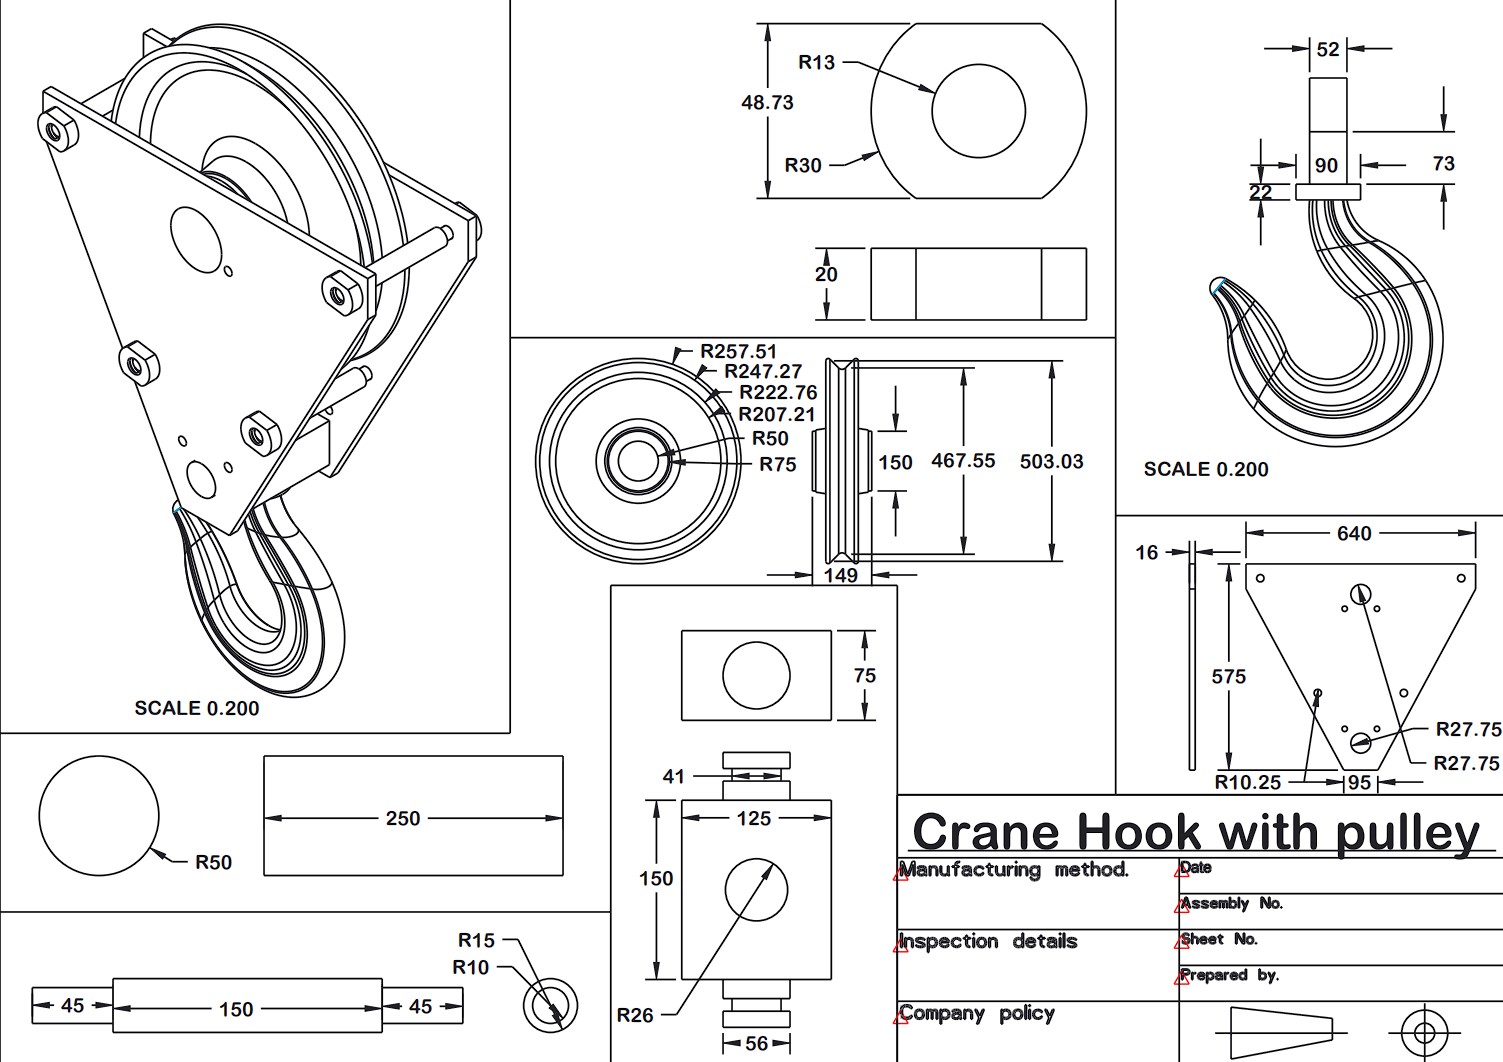 SCALE 0.200
R13
48.73
R30
20
52
90
73
22
SCALE 0.200
R257.51
R247.27
R222.76
R207.21
R50
R75
150
467.55
503.03
149
640
16
575
R27.75
R27.75
R10.25
95
75
41
125
150
R26
56
R50
250
R15
R10
45
150
45
Crane Hook with pulley
Manufacturing method.
Date
Assembly No.
Inspection details
Sheet No.
Prepared by.
Company policy